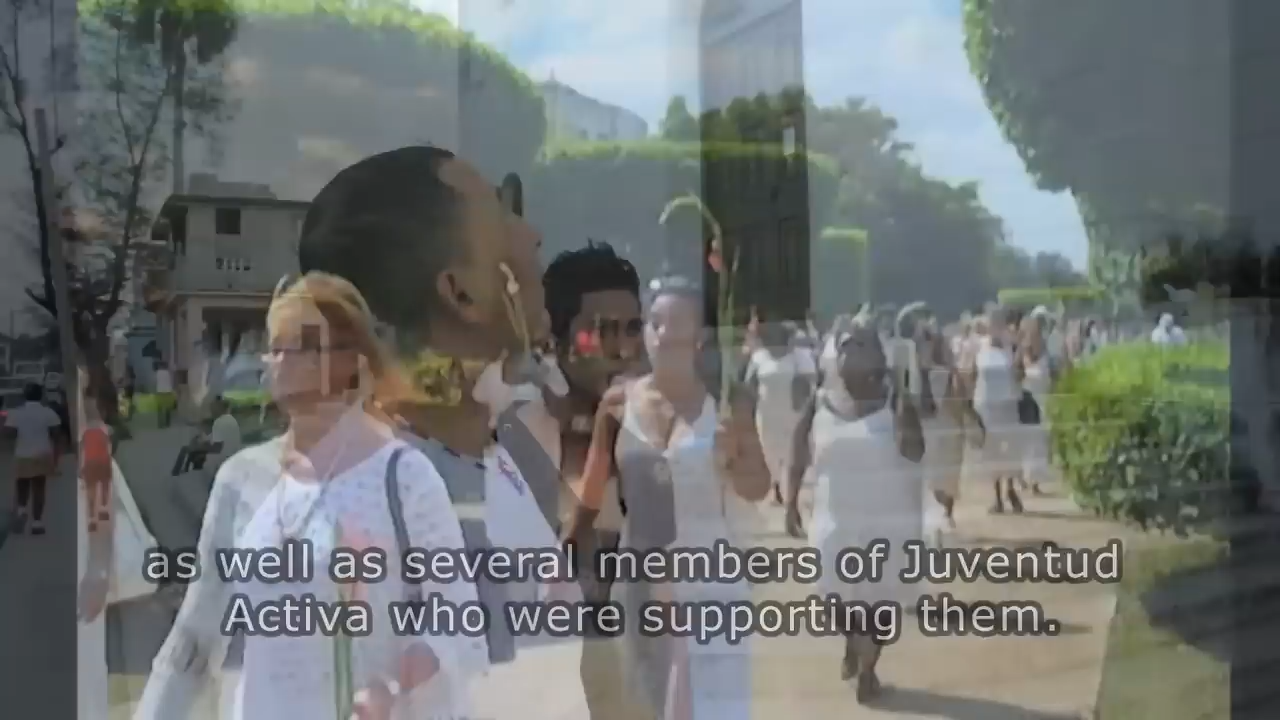 as well as several members of Juventud
Activa who were supporting them.